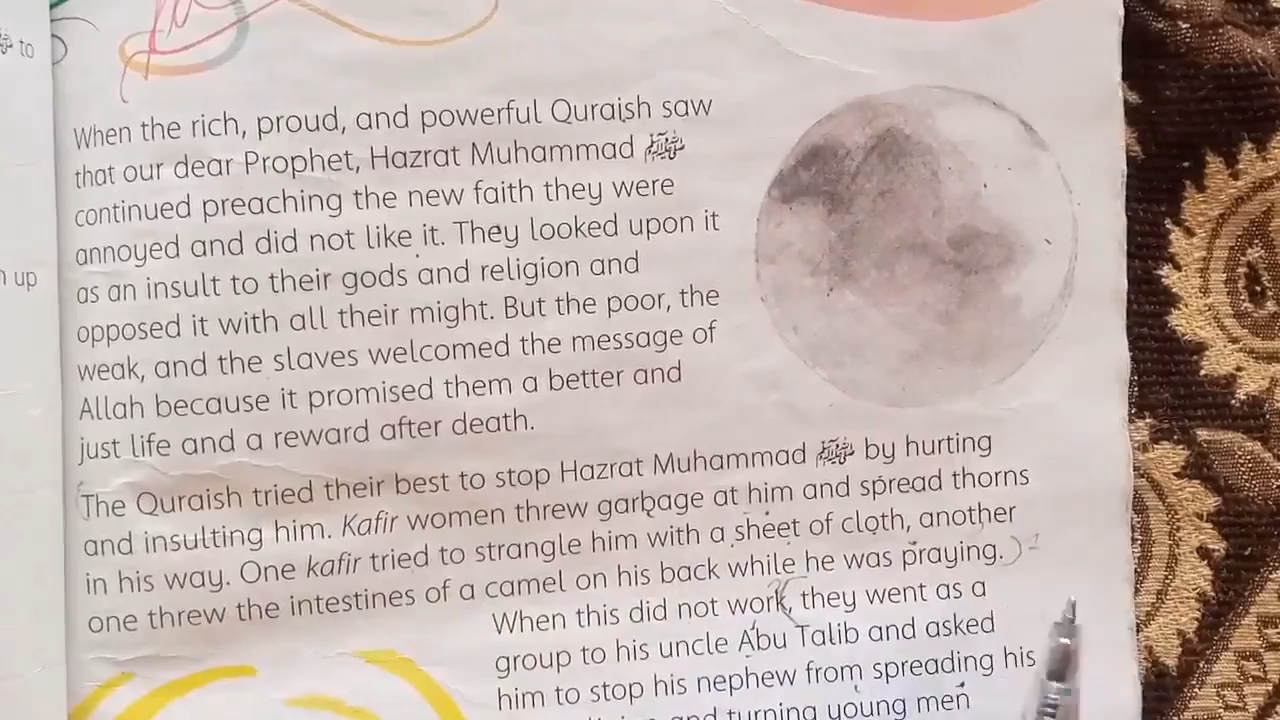 ﷺ to
up
When the rich, proud, and powerful Quraish saw
that our dear Prophet, Hazrat Muhammad ﷺ
continued preaching the new faith they were
annoyed and did not like it. They looked upon it
as an insult to their gods and religion and
opposed it with all their might. But the poor, the
weak, and the slaves welcomed the message of
Allah because it promised them a better and
just life and a reward after death.
The Quraish tried their best to stop Hazrat Muhammad ﷺ by hurting
and insulting him. Kafir women threw garbage at him and spread thorns
in his way. One kafir tried to strangle him with a sheet of cloth, another
one threw the intestines of a camel on his back while he was praying.
When this did not work, they went as a
group to his uncle Abu Talib and asked
him to stop his nephew from spreading his
and turning young men